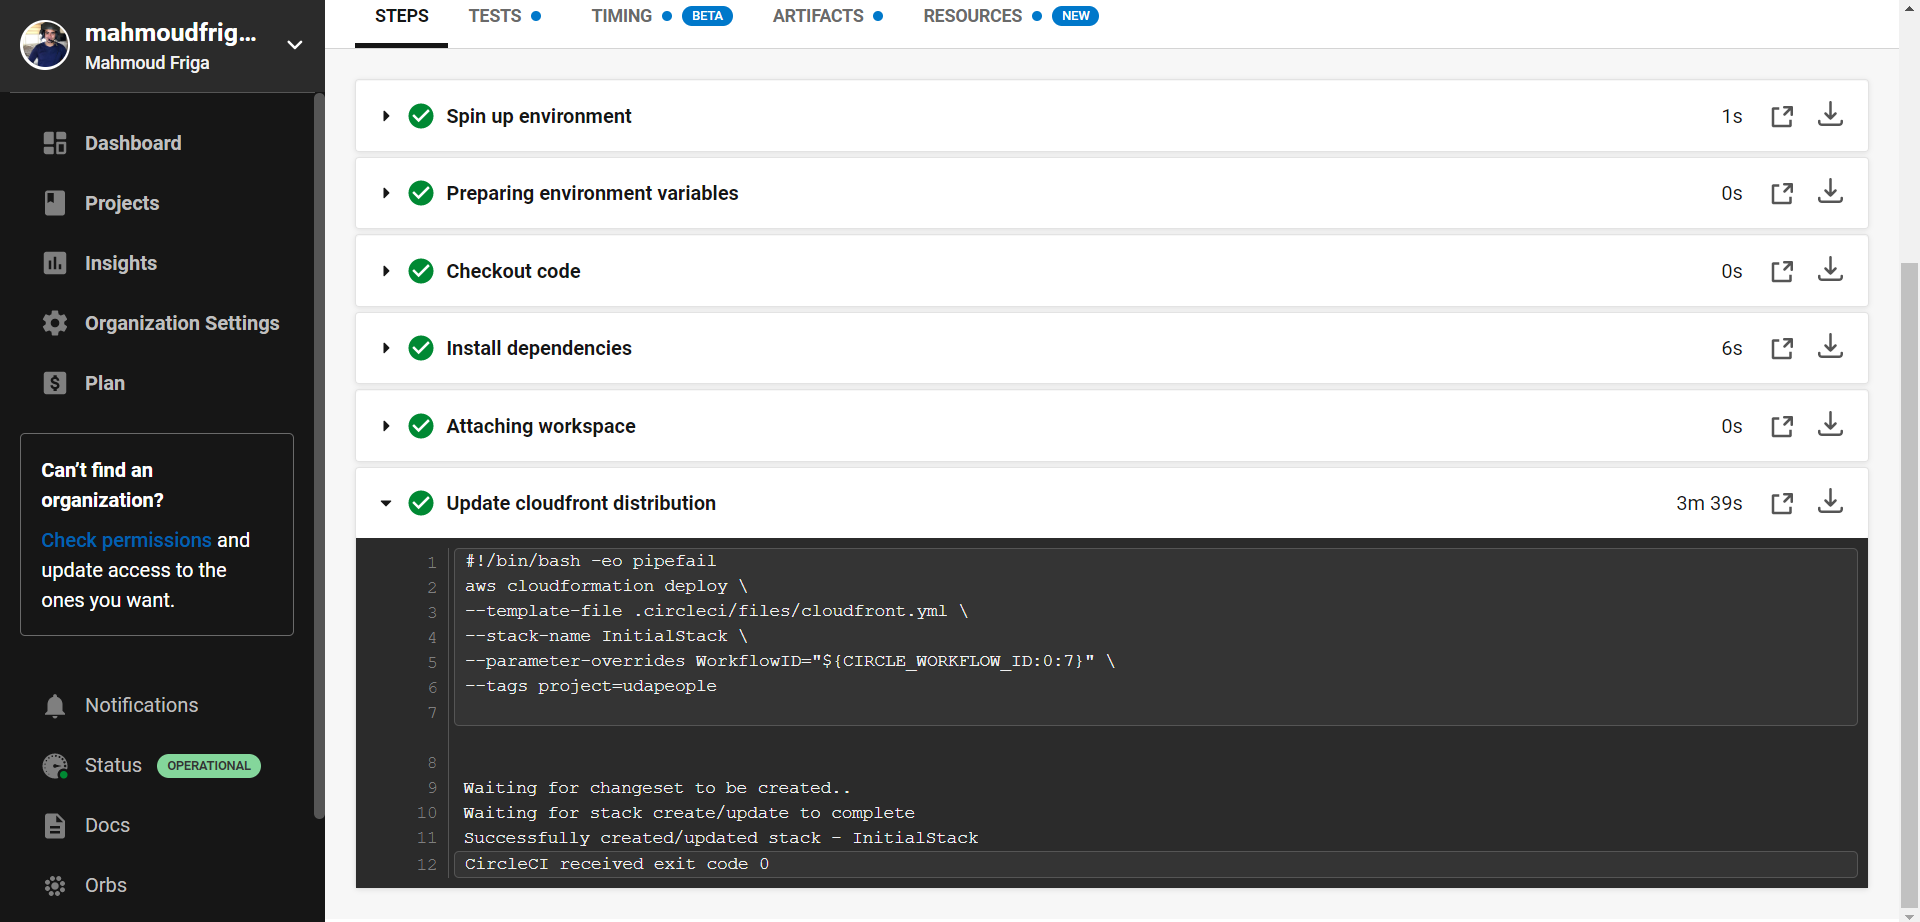 mahmoudfrig...
Mahmoud Friga
Dashboard
Projects
Insights
Organization Settings
Plan
Can't find an
organization?
Check permissions and
update access to the
ones you want.
Notifications
Status OPERATIONAL
Docs
Orbs
STEPS TESTS TIMING BETA ARTIFACTS RESOURCES NEW
Spin up environment 1s
Preparing environment variables 0s
Checkout code 0s
Install dependencies 6s
Attaching workspace 0s
Update cloudfront distribution 3m 39s
1 #!/bin/bash -eo pipefail
2 aws cloudformation deploy \
3 --template-file .circleci/files/cloudfront.yml \
4 --stack-name InitialStack \
5 --parameter-overrides WorkflowID="${CIRCLE_WORKFLOW_ID:0:7}" \
6 --tags project=udapeople
7
8
9 Waiting for changeset to be created..
10 Waiting for stack create/update to complete
11 Successfully created/updated stack - InitialStack
12 CircleCI received exit code 0